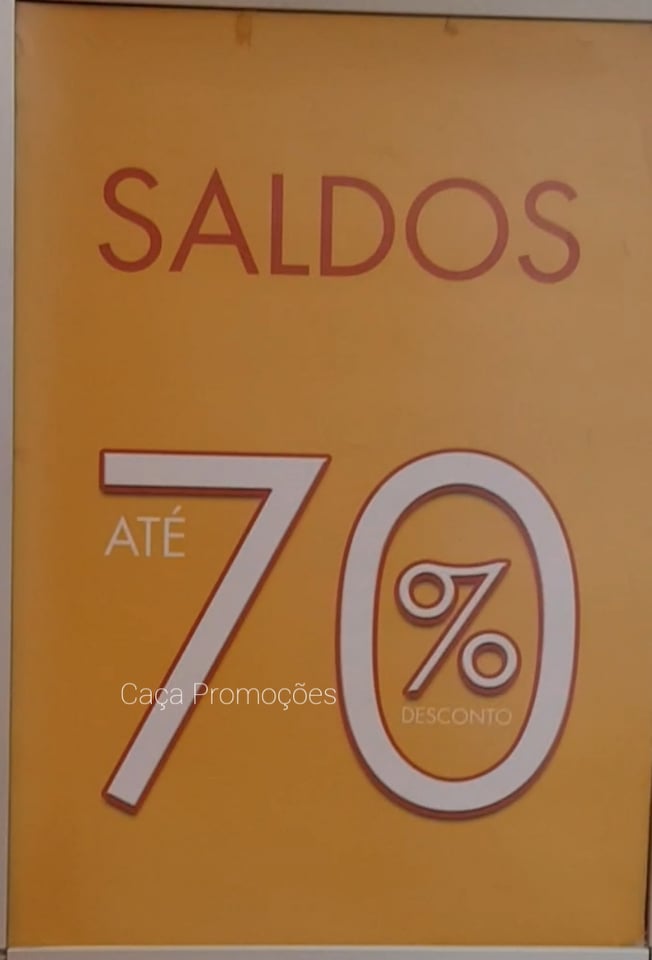 SALDOS
ATÉ
70%
DESCONTO
Caça Promoções